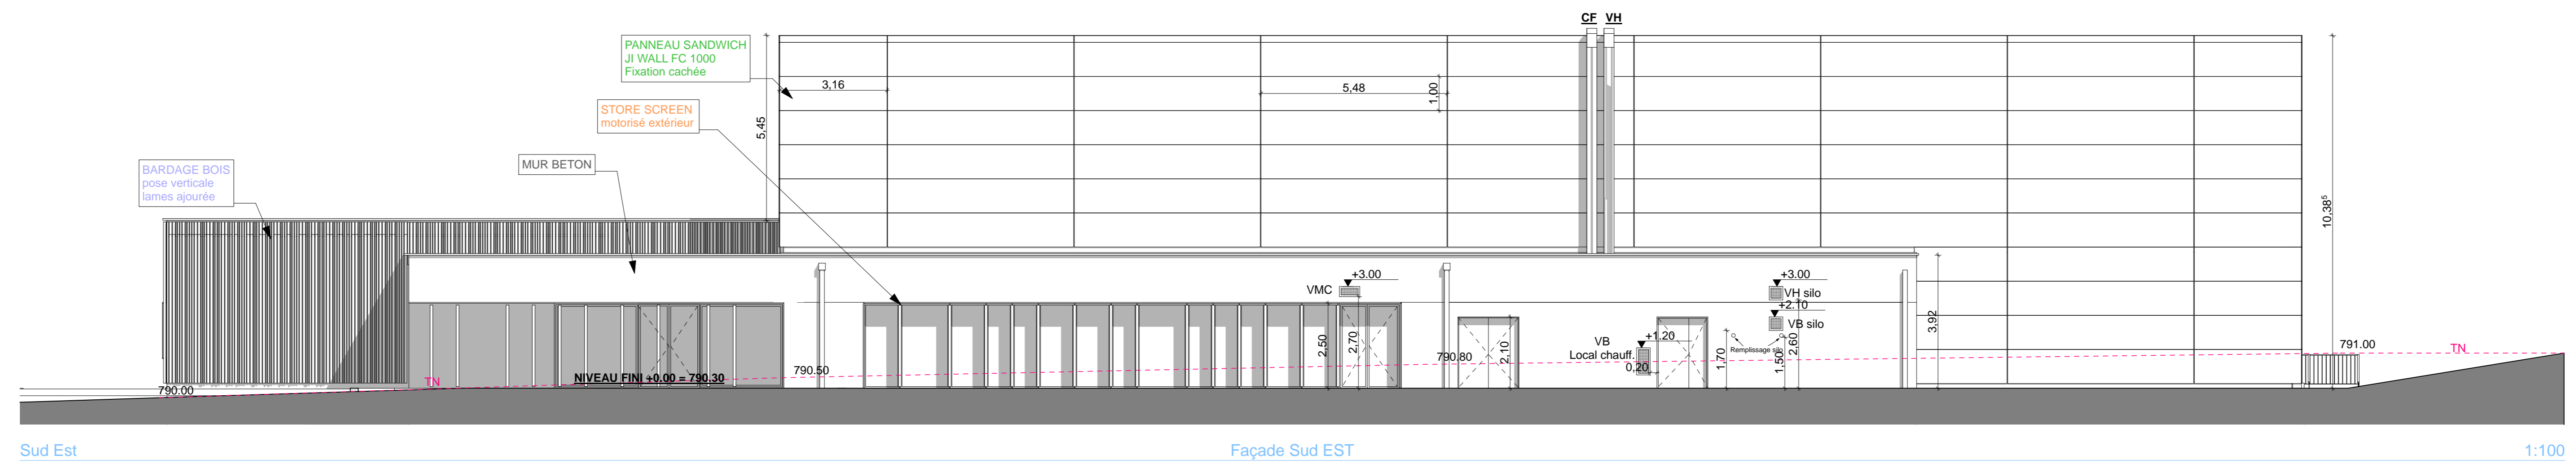 CF VH
PANNEAU SANDWICH
JI WALL FC 1000
Fixation cachée
3,16
5,48
1,00
STORE SCREEN
motorisé extérieur
5,45
MUR BETON
BARDAGE BOIS
pose verticale
lames ajourée
10,38⁵
+3.00
VMC
+3.00
VH silo
+2.10
VB silo
3,92
2,50
2,70
790.80
2,10
VB
Local chauff.
+1.20
0,20
1,70
Remplissage silo
1,50
2,60
791.00
TN
790.50
TN
NIVEAU FINI +0.00 = 790.30
790.00
Sud Est
Façade Sud EST
1:100